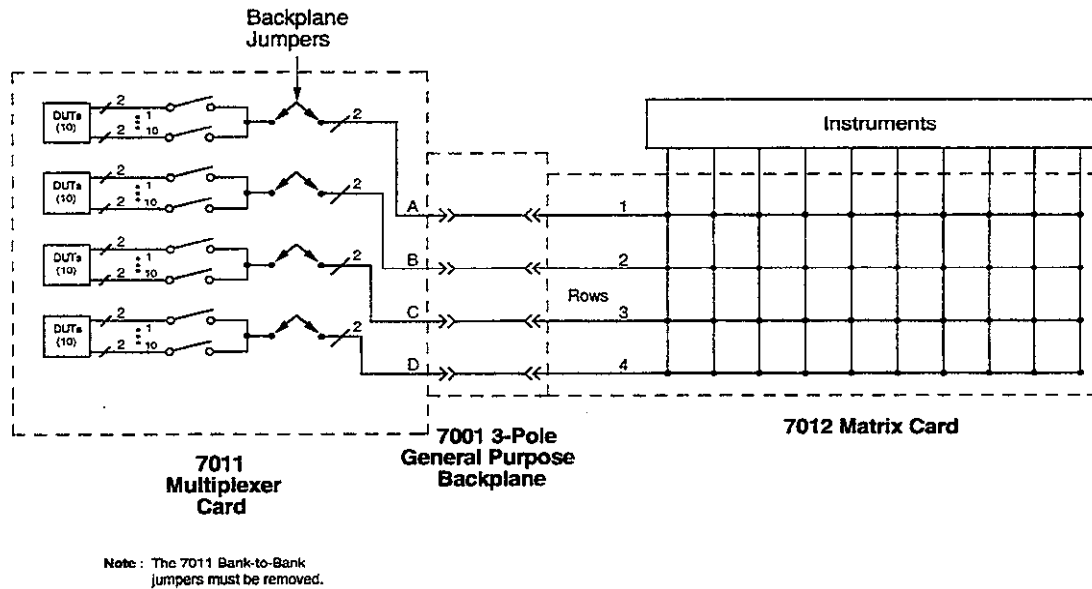 Backplane
Jumpers
DUTs
(10)
2
2
1
10
2
DUTs
(10)
2
2
1
10
2
DUTs
(10)
2
2
1
10
2
DUTs
(10)
2
2
1
10
2
A
B
C
D
Instruments
1
2
Rows
3
4
7011
Multiplexer
Card
7001 3-Pole
General Purpose
Backplane
7012 Matrix Card
Note : The 7011 Bank-to-Bank
jumpers must be removed.